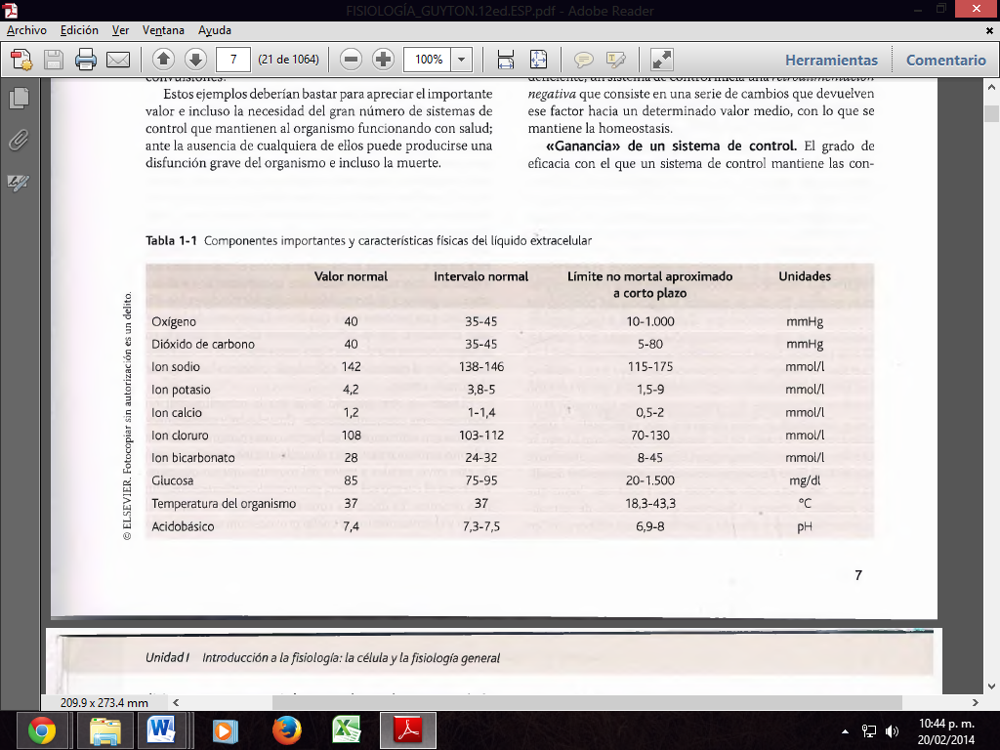 FISIOLOGÍA_GUYTON.12ed.ESP.pdf - Adobe Reader
Archivo Edición Ver Ventana Ayuda
7 (21 de 1064) 100% Herramientas Comentario
convulsiones.
Estos ejemplos deberían bastar para apreciar el importante
valor e incluso la necesidad del gran número de sistemas de
control que mantienen al organismo funcionando con salud;
ante la ausencia de cualquiera de ellos puede producirse una
disfunción grave del organismo e incluso la muerte.
deficiente, un sistema de control inicia una retroalimentación
negativa que consiste en una serie de cambios que devuelven
ese factor hacia un determinado valor medio, con lo que se
mantiene la homeostasis.
«Ganancia» de un sistema de control. El grado de
eficacia con el que un sistema de control mantiene las con-
Tabla 1-1 Componentes importantes y características físicas del líquido extracelular
Valor normal Intervalo normal Límite no mortal aproximado Unidades
a corto plazo
Oxígeno 40 35-45 10-1.000 mmHg
Dióxido de carbono 40 35-45 5-80 mmHg
Ion sodio 142 138-146 115-175 mmol/l
Ion potasio 4,2 3,8-5 1,5-9 mmol/l
Ion calcio 1,2 1-1,4 0,5-2 mmol/l
Ion cloruro 108 103-112 70-130 mmol/l
Ion bicarbonato 28 24-32 8-45 mmol/l
Glucosa 85 75-95 20-1.500 mg/dl
Temperatura del organismo 37 37 18,3-43,3 °C
Acidobásico 7,4 7,3-7,5 6,9-8 pH
© ELSEVIER. Fotocopiar sin autorización es un delito.
7
Unidad I Introducción a la fisiología: la célula y la fisiología general
209.9 x 273.4 mm
10:44 p. m.
20/02/2014